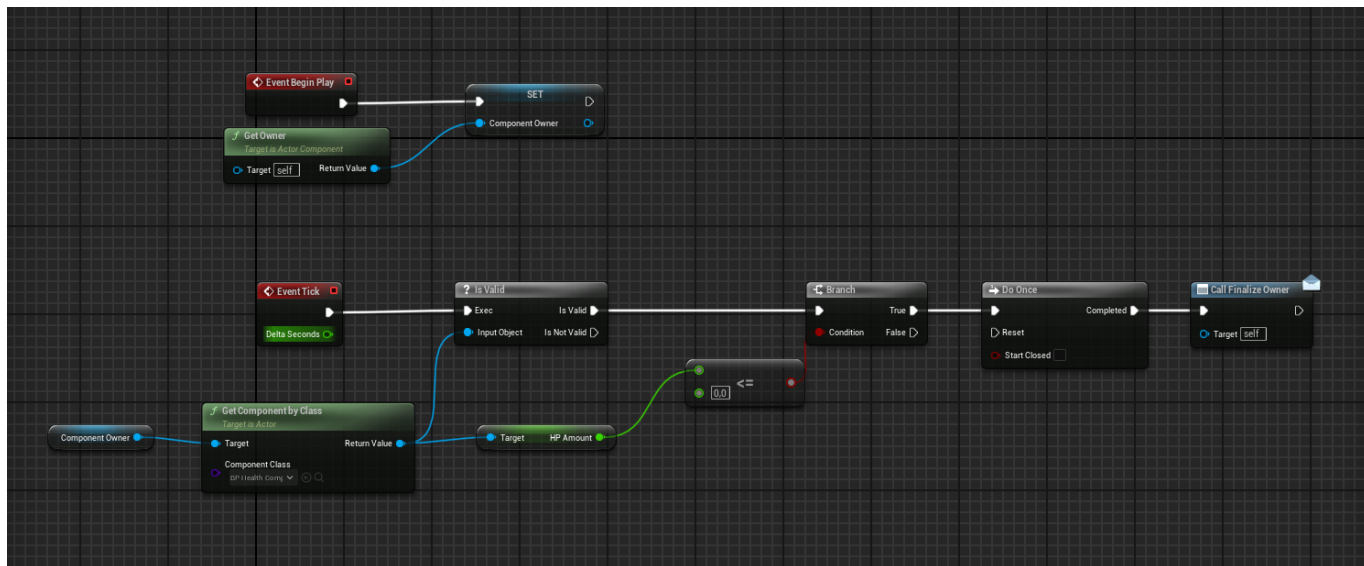 Event Begin Play
SET
Component Owner
Get Owner
Target is Actor Component
Target self Return Value
Event Tick
Delta Seconds
Is Valid
Exec Is Valid
Input Object Is Not Valid
Branch
True
Condition False
Do Once
Completed
Reset
Start Closed
Call Finalize Owner
Target self
<=
0,0
Get Component by Class
Target is Actor
Component Owner
Target Return Value
Component Class
Target HP Amount